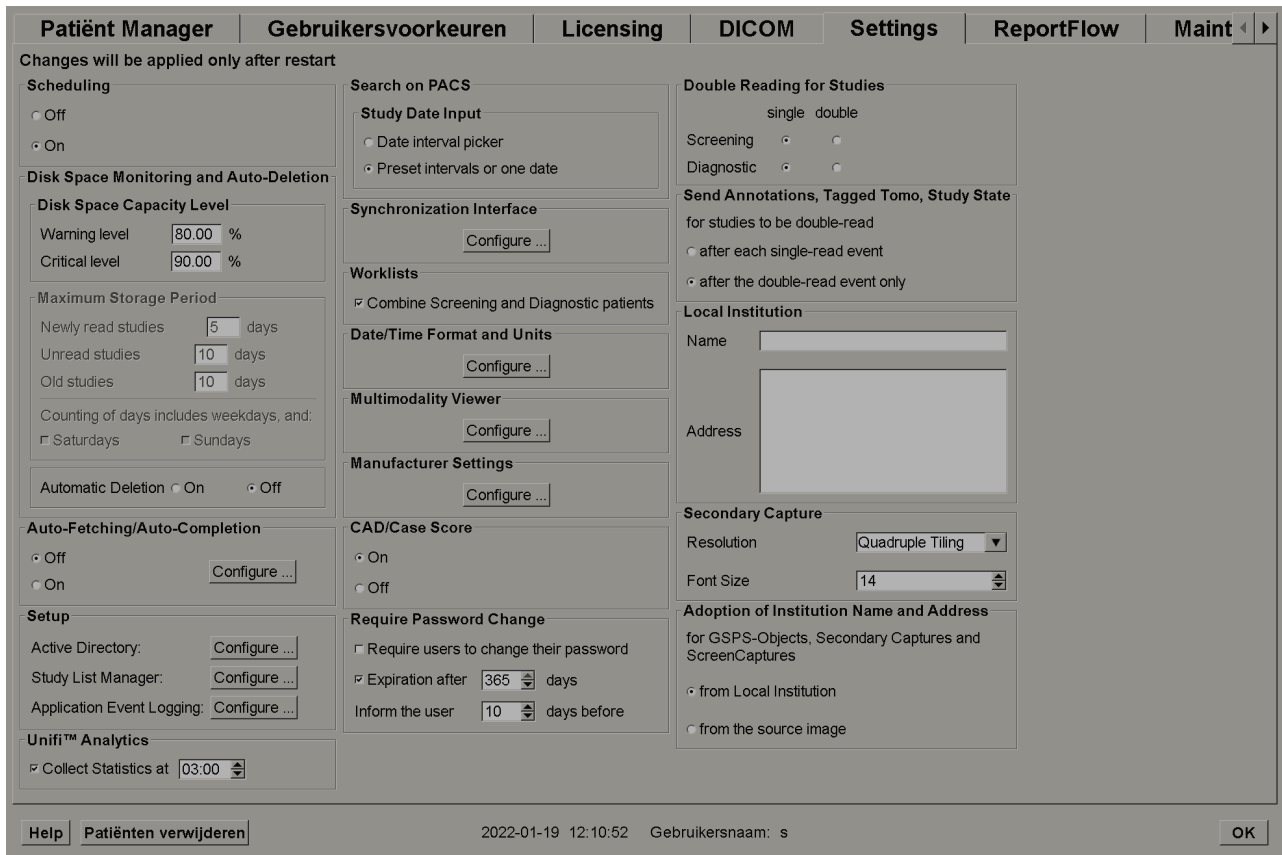 Patiënt Manager
Gebruikersvoorkeuren
Licensing
DICOM
Settings
ReportFlow
Maint
Changes will be applied only after restart
Scheduling
Off
On
Disk Space Monitoring and Auto-Deletion
Disk Space Capacity Level
Warning level 80.00 %
Critical level 90.00 %
Maximum Storage Period
Newly read studies 5 days
Unread studies 10 days
Old studies 10 days
Counting of days includes weekdays, and:
Saturdays Sundays
Automatic Deletion On Off
Auto-Fetching/Auto-Completion
Off
Configure ...
On
Setup
Active Directory: Configure ...
Study List Manager: Configure ...
Application Event Logging: Configure ...
Unifi™ Analytics
Collect Statistics at 03:00
Search on PACS
Study Date Input
Date interval picker
Preset intervals or one date
Synchronization Interface
Configure ...
Worklists
Combine Screening and Diagnostic patients
Date/Time Format and Units
Configure ...
Multimodality Viewer
Configure ...
Manufacturer Settings
Configure ...
CAD/Case Score
On
Off
Require Password Change
Require users to change their password
Expiration after 365 days
Inform the user 10 days before
Double Reading for Studies
single double
Screening
Diagnostic
Send Annotations, Tagged Tomo, Study State
for studies to be double-read
after each single-read event
after the double-read event only
Local Institution
Name
Address
Secondary Capture
Resolution Quadruple Tiling
Font Size 14
Adoption of Institution Name and Address
for GSPS-Objects, Secondary Captures and
ScreenCaptures
from Local Institution
from the source image
Help
Patiënten verwijderen
2022-01-19 12:10:52 Gebruikersnaam: s
OK